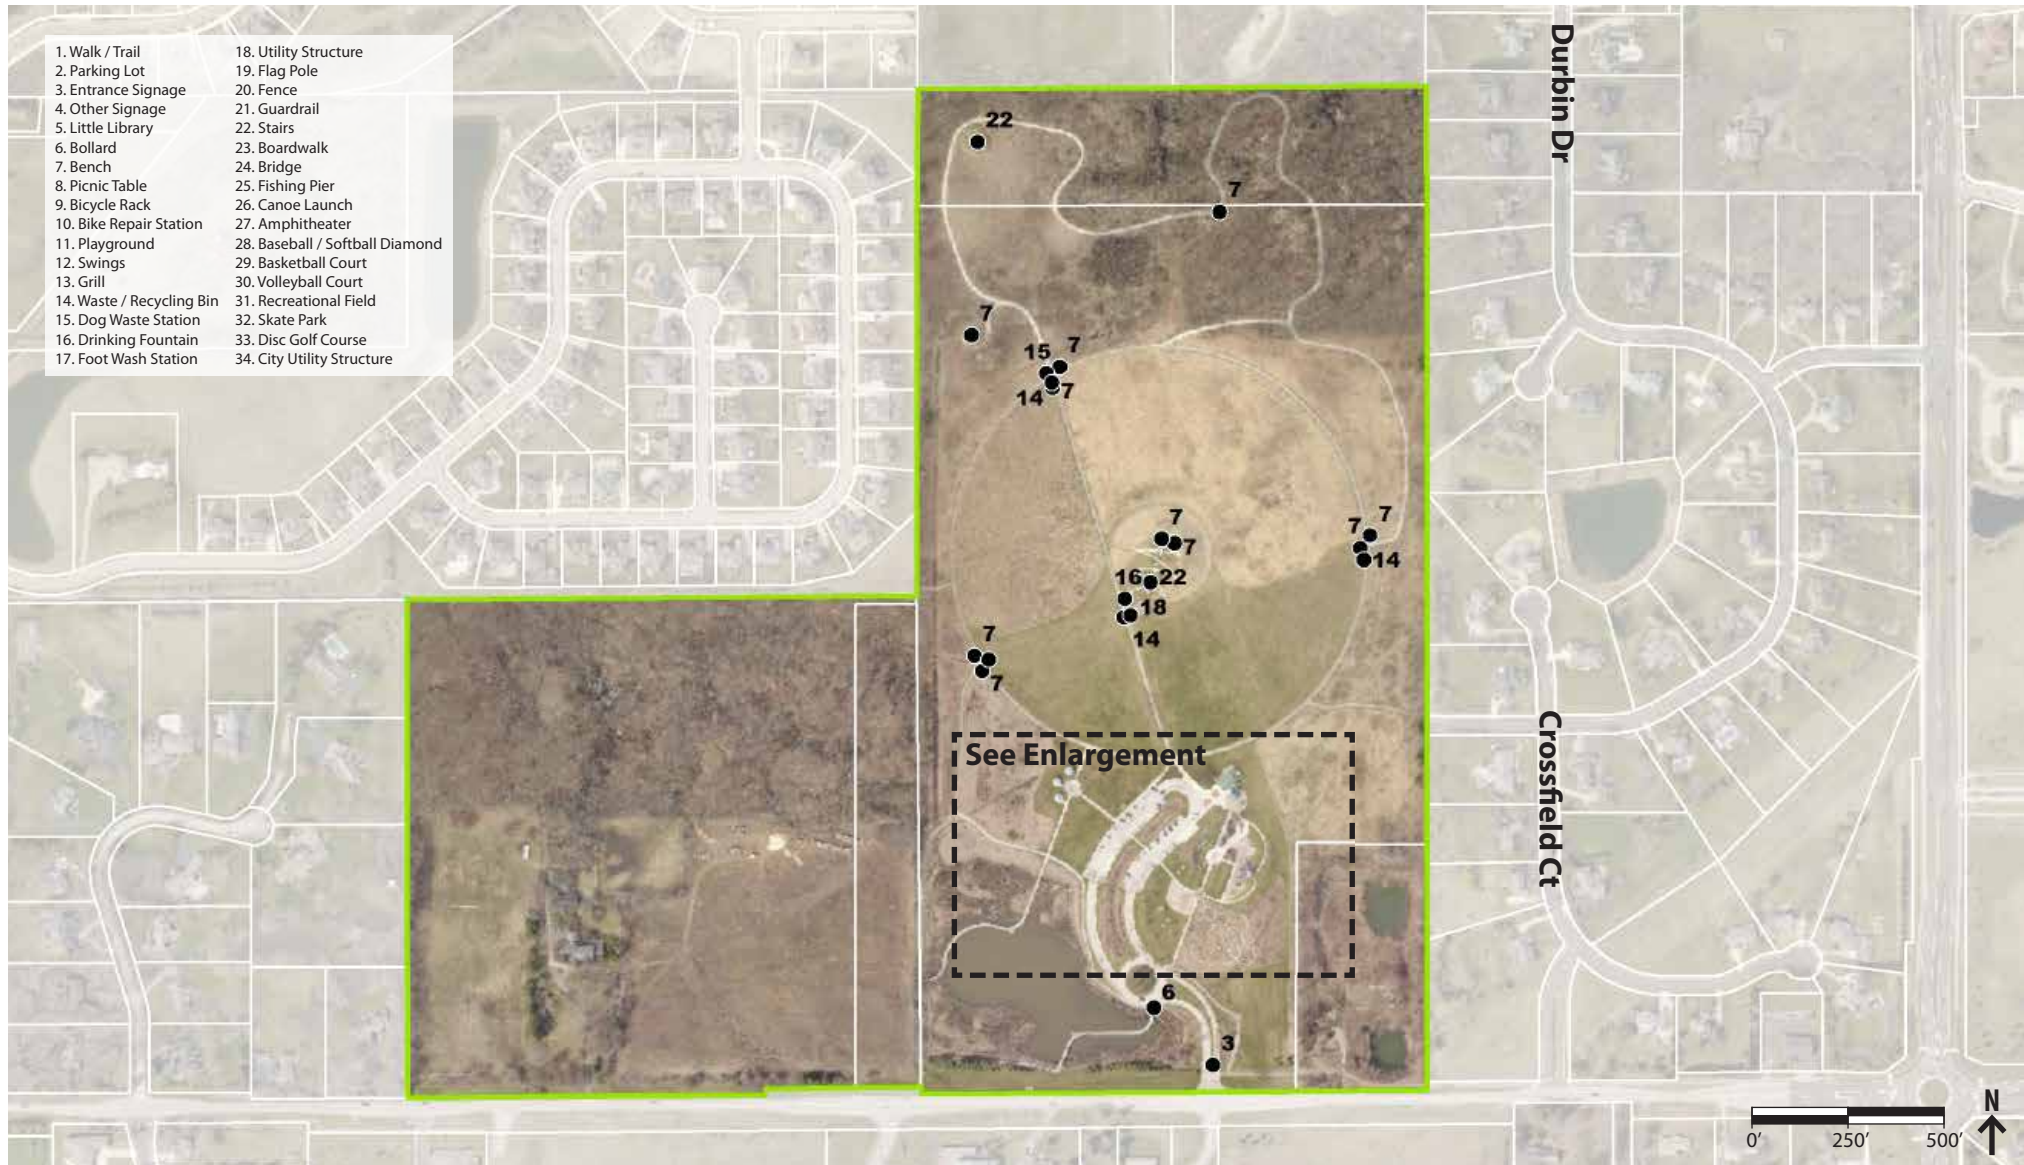 1. Walk / Trail
2. Parking Lot
3. Entrance Signage
4. Other Signage
5. Little Library
6. Bollard
7. Bench
8. Picnic Table
9. Bicycle Rack
10. Bike Repair Station
11. Playground
12. Swings
13. Grill
14. Waste / Recycling Bin
15. Dog Waste Station
16. Drinking Fountain
17. Foot Wash Station
18. Utility Structure
19. Flag Pole
20. Fence
21. Guardrail
22. Stairs
23. Boardwalk
24. Bridge
25. Fishing Pier
26. Canoe Launch
27. Amphitheater
28. Baseball / Softball Diamond
29. Basketball Court
30. Volleyball Court
31. Recreational Field
32. Skate Park
33. Disc Golf Course
34. City Utility Structure
Durbin Dr
22
7
7
15
7
14
7
7
7
7
7
14
16
22
18
14
7
7
See Enlargement
Crossfield Ct
6
3
N
0' 250' 500'